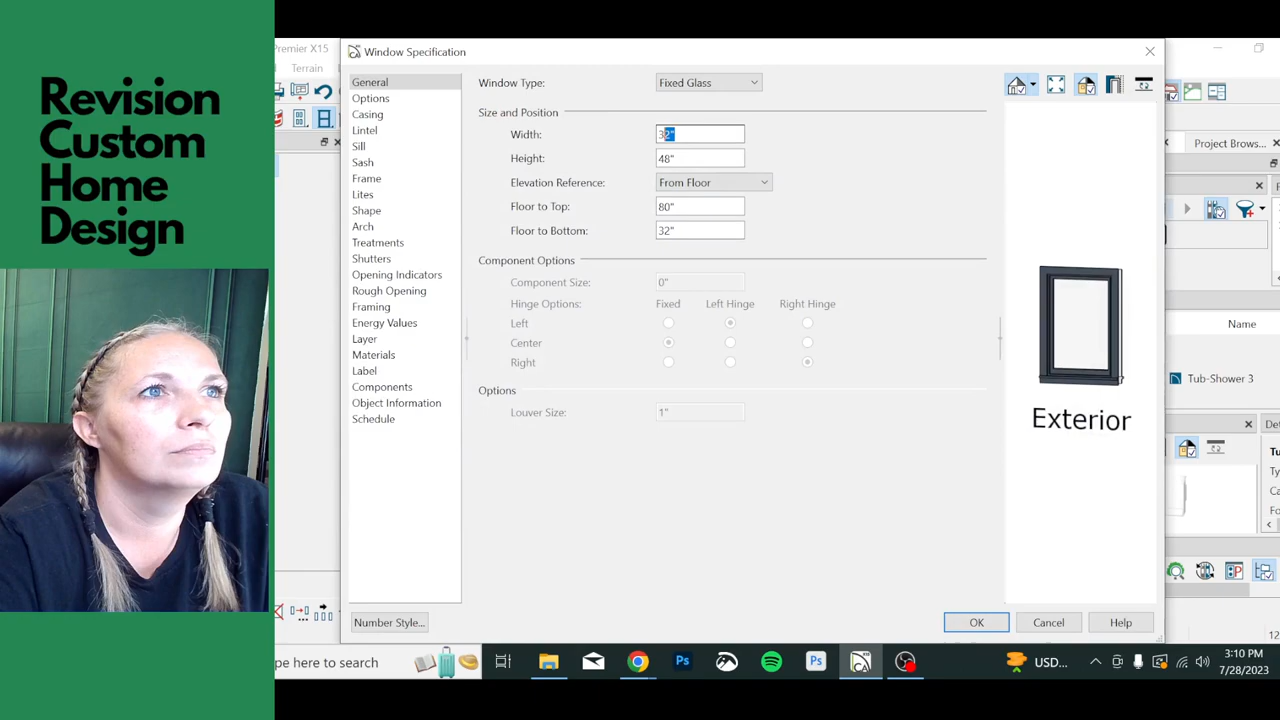 Revision
Custom
Home
Design
Premier X15
Terrain
Window Specification
General
Options
Casing
Lintel
Sill
Sash
Frame
Lites
Shape
Arch
Treatments
Shutters
Opening Indicators
Rough Opening
Framing
Energy Values
Layer
Materials
Label
Components
Object Information
Schedule
Number Style...
Window Type: Fixed Glass
Size and Position
Width: 32"
Height: 48"
Elevation Reference: From Floor
Floor to Top: 80"
Floor to Bottom: 32"
Component Options
Component Size: 0"
Hinge Options: Fixed Left Hinge Right Hinge
Left
Center
Right
Options
Louver Size: 1"
Exterior
OK Cancel Help
Project Brows...
Name
Tub-Shower 3
pe here to search
Ps
CA
USD...
3:10 PM
7/28/2023